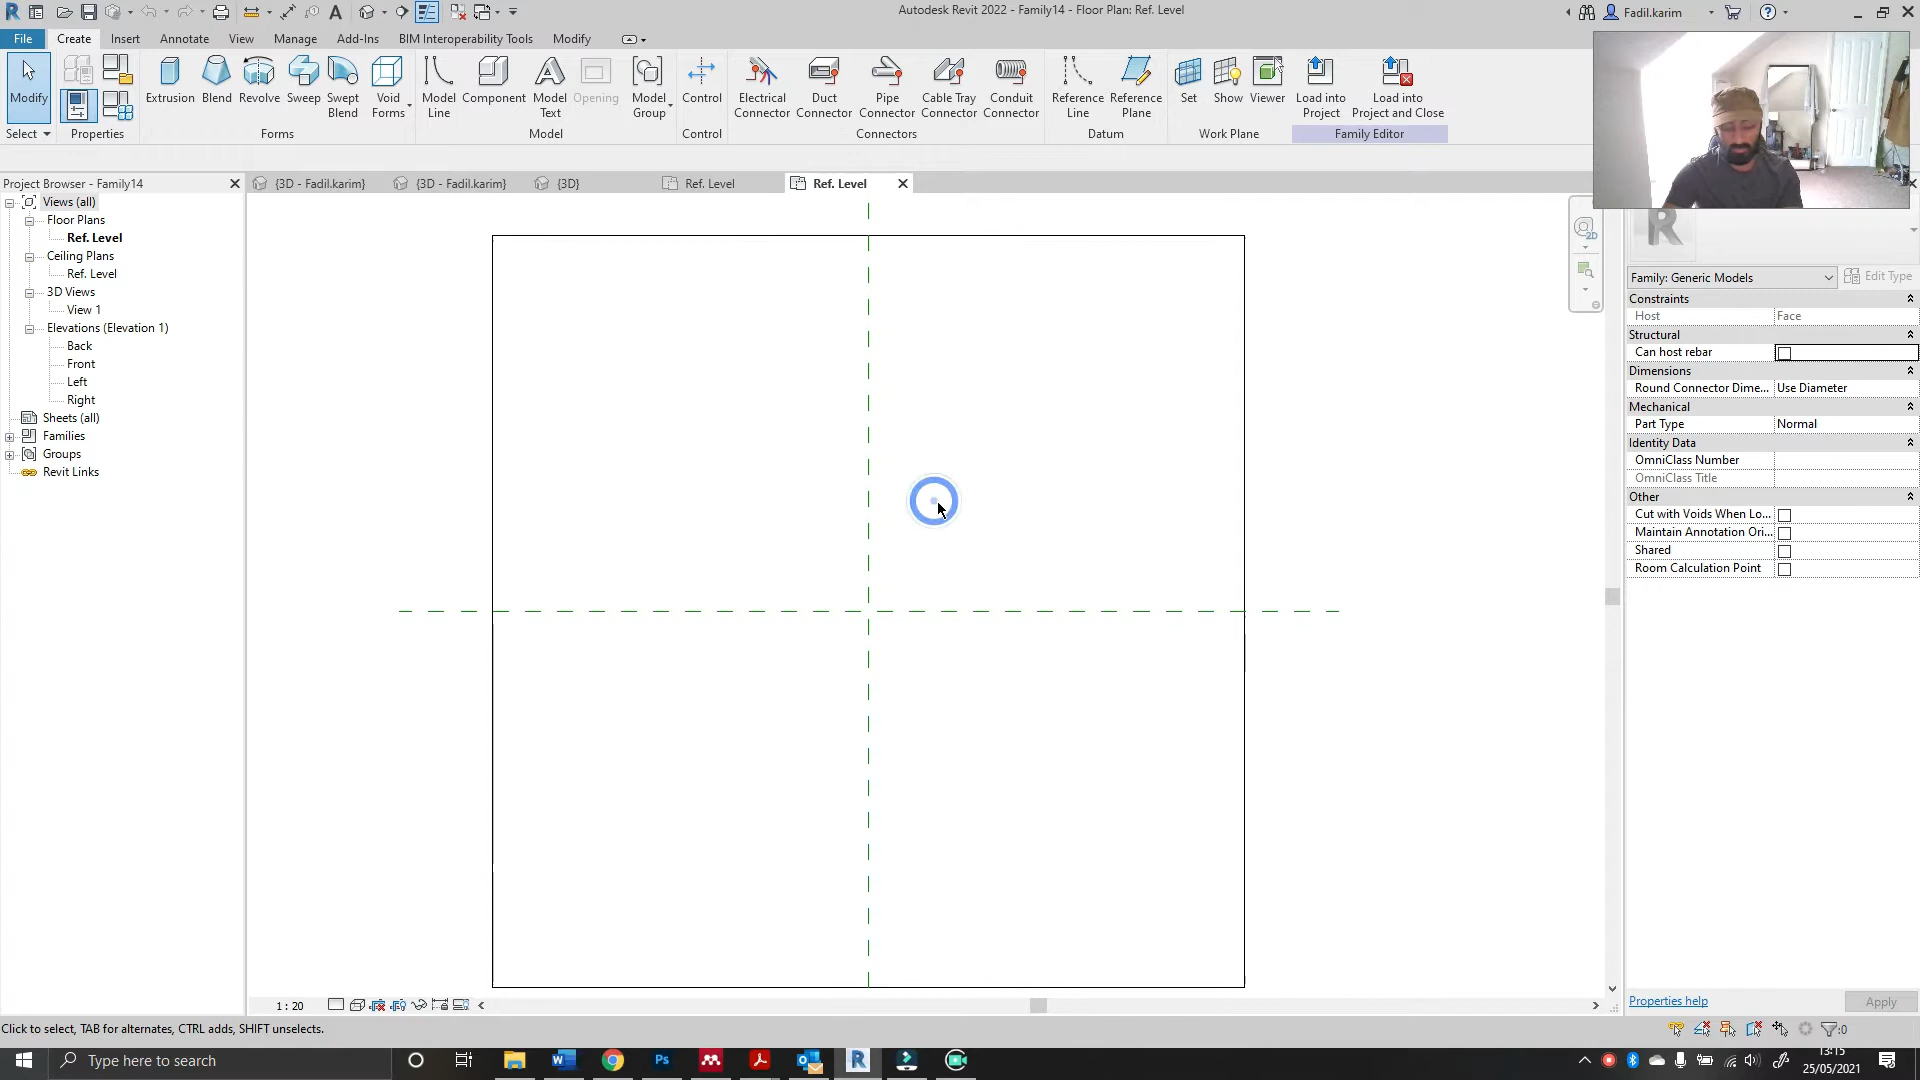 Autodesk Revit 2022 - Family14 - Floor Plan: Ref. Level
Fadil.karim
File Create Insert Annotate View Manage Add-Ins BIM Interoperability Tools Modify
Modify
Extrusion Blend Revolve Sweep Swept Blend Void Forms
Model Line Component Model Text Opening Model Group
Control
Electrical Connector Duct Connector Pipe Connector Cable Tray Connector Conduit Connector
Reference Line Reference Plane
Set Show Viewer
Load into Project Load into Project and Close
Select Properties Forms Model Control Connectors Datum Work Plane Family Editor
Project Browser - Family14
{3D - Fadil.karim} {3D - Fadil.karim} {3D} Ref. Level Ref. Level
Views (all)
Floor Plans
Ref. Level
Ceiling Plans
Ref. Level
3D Views
View 1
Elevations (Elevation 1)
Back
Front
Left
Right
Sheets (all)
Families
Groups
Revit Links
2D
Family: Generic Models Edit Type
Constraints
Host Face
Structural
Can host rebar
Dimensions
Round Connector Dime... Use Diameter
Mechanical
Part Type Normal
Identity Data
OmniClass Number
OmniClass Title
Other
Cut with Voids When Lo...
Maintain Annotation Ori...
Shared
Room Calculation Point
Properties help Apply
1 : 20
Click to select, TAB for alternates, CTRL adds, SHIFT unselects.
:0
Type here to search
13:15
25/05/2021